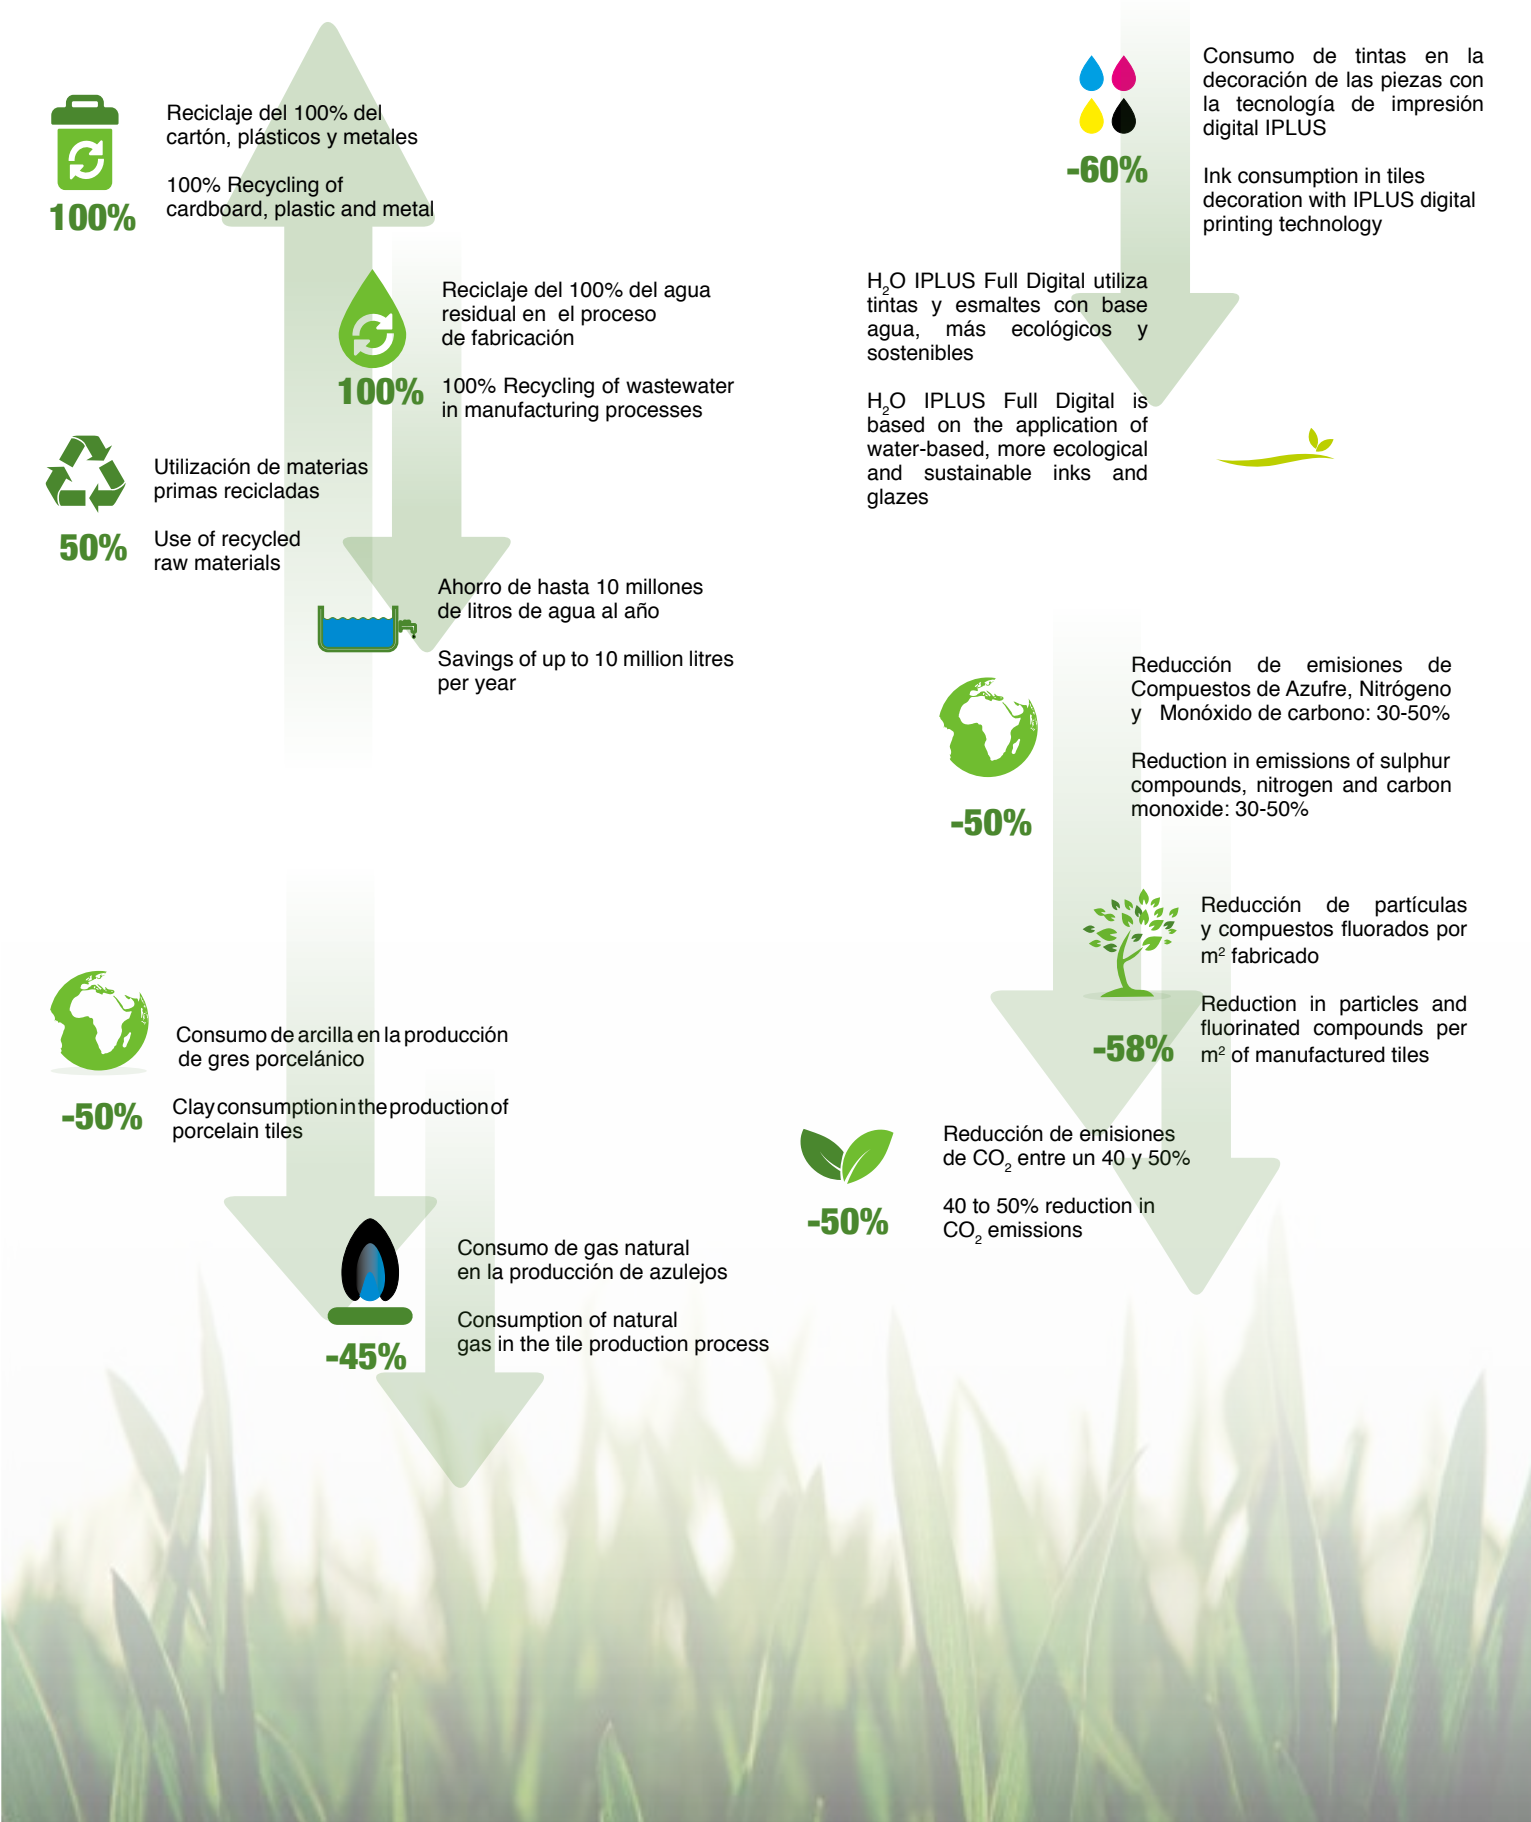 Reciclaje del 100% del
cartón, plásticos y metales
100% Recycling of
cardboard, plastic and metal
100%
Reciclaje del 100% del agua
residual en el proceso
de fabricación
100% Recycling of wastewater
in manufacturing processes
100%
Utilización de materias
primas recicladas
Use of recycled
raw materials
50%
Ahorro de hasta 10 millones
de litros de agua al año
Savings of up to 10 million litres
per year
Consumo de arcilla en la producción
de gres porcelánico
Clay consumption in the production of
porcelain tiles
-50%
Consumo de gas natural
en la producción de azulejos
Consumption of natural
gas in the tile production process
-45%
Consumo de tintas en la
decoración de las piezas con
la tecnología de impresión
digital IPLUS
Ink consumption in tiles
decoration with IPLUS digital
printing technology
-60%
H₂O IPLUS Full Digital utiliza
tintas y esmaltes con base
agua, más ecológicos y
sostenibles
H₂O IPLUS Full Digital is
based on the application of
water-based, more ecological
and sustainable inks and
glazes
Reducción de emisiones de
Compuestos de Azufre, Nitrógeno
y Monóxido de carbono: 30-50%
Reduction in emissions of sulphur
compounds, nitrogen and carbon
monoxide: 30-50%
-50%
Reducción de partículas
y compuestos fluorados por
m² fabricado
Reduction in particles and
fluorinated compounds per
m² of manufactured tiles
-58%
Reducción de emisiones
de CO₂ entre un 40 y 50%
40 to 50% reduction in
CO₂ emissions
-50%